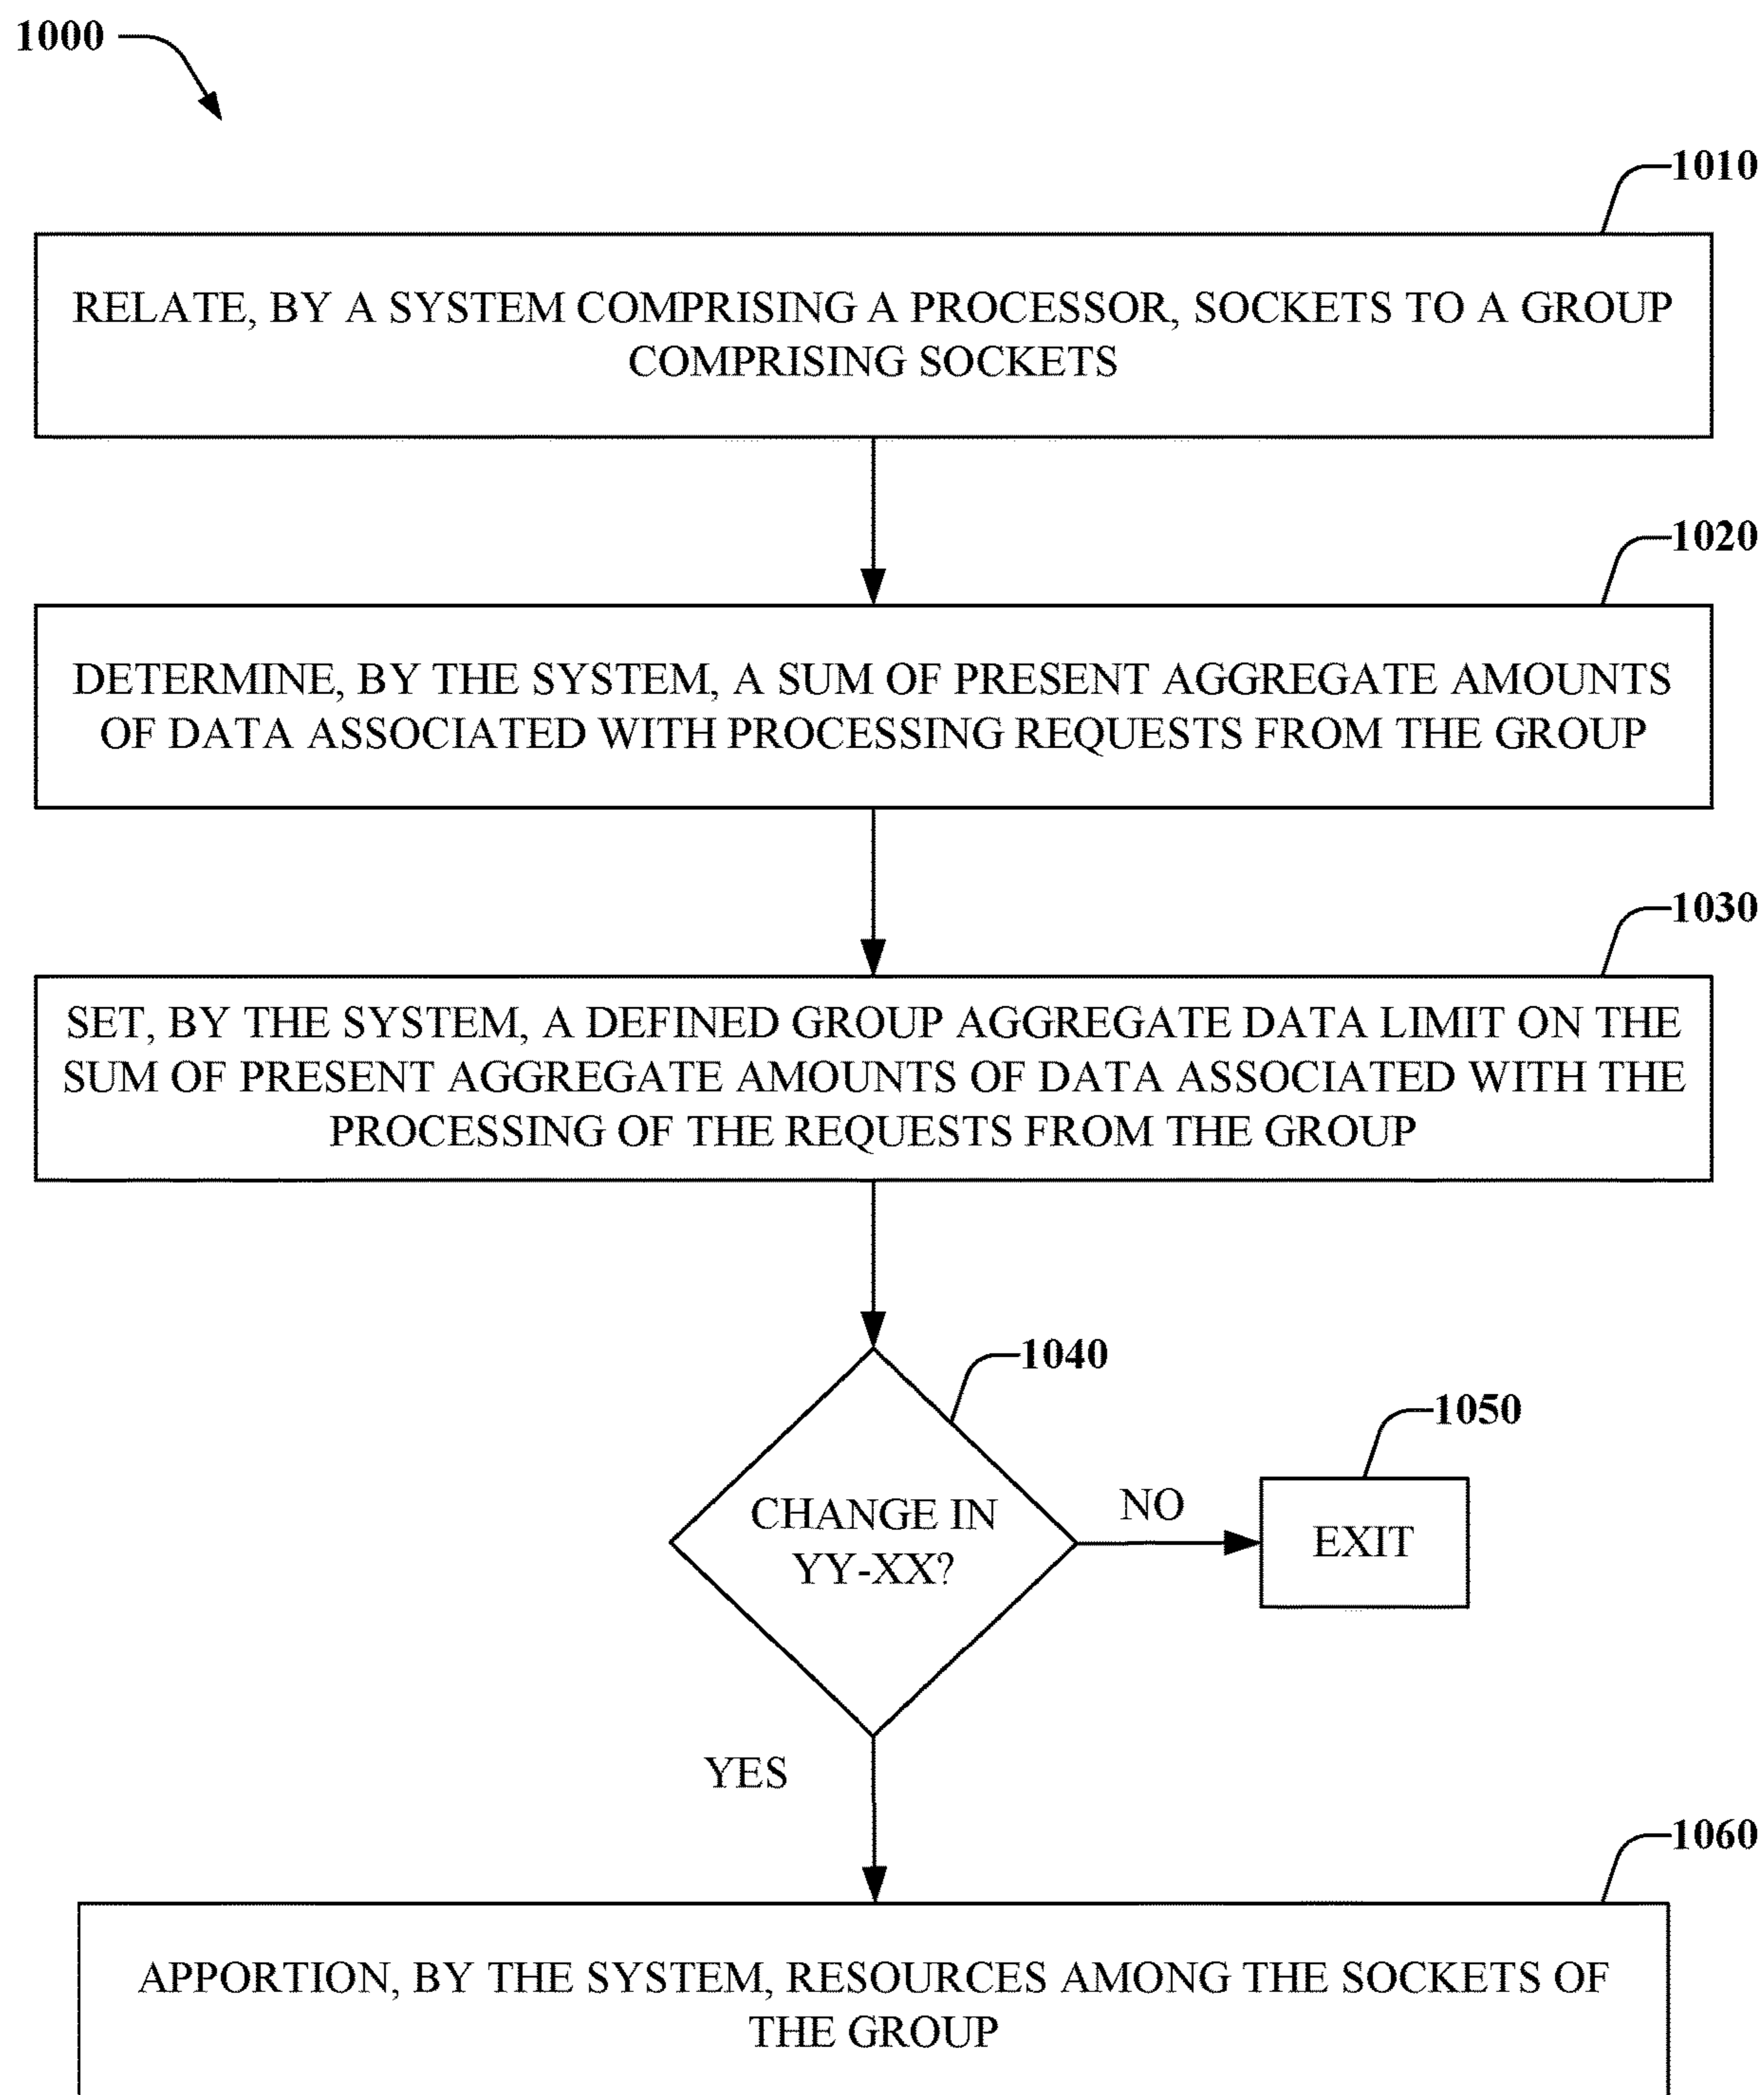 1000
1010
RELATE, BY A SYSTEM COMPRISING A PROCESSOR, SOCKETS TO A GROUP
COMPRISING SOCKETS
1020
DETERMINE, BY THE SYSTEM, A SUM OF PRESENT AGGREGATE AMOUNTS
OF DATA ASSOCIATED WITH PROCESSING REQUESTS FROM THE GROUP
1030
SET, BY THE SYSTEM, A DEFINED GROUP AGGREGATE DATA LIMIT ON THE
SUM OF PRESENT AGGREGATE AMOUNTS OF DATA ASSOCIATED WITH THE
PROCESSING OF THE REQUESTS FROM THE GROUP
1040
CHANGE IN
YY-XX?
NO
1050
EXIT
YES
1060
APPORTION, BY THE SYSTEM, RESOURCES AMONG THE SOCKETS OF
THE GROUP